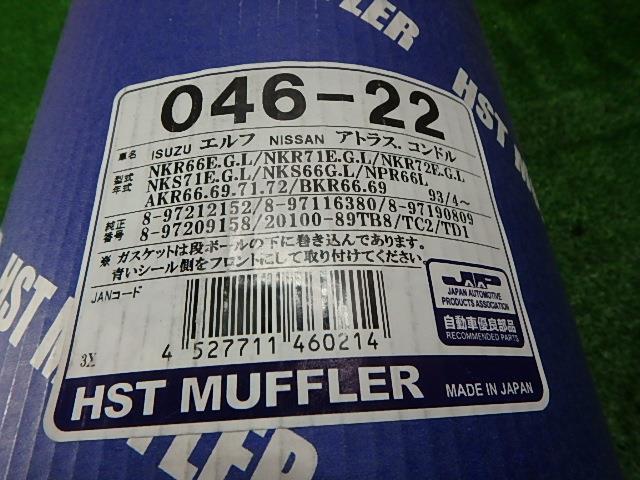 MUFFLER
HST MUFFLER
046-22
車名 ISUZU エルフ NISSAN アトラス.コンドル
型式 NKR66E.G.L/NKR71E.G.L/NKR72E.G.L
年式 NKS71E.G.L/NKS66G.L/NPR66L
AKR66.69.71.72/BKR66.69 93/4~
純正 8-97212152/8-97116380/8-97190809
番号 8-97209158/20100-89TB8/TC2/TD1
※ ガスケットは段ボールの下に巻き込んであります。
青いシール側をフロントにして取り付けてください。
JANコード
JAP
JAPAN AUTOMOTIVE
PRODUCTS ASSOCIATION
自動車優良部品
RECOMMENDED PARTS
3X
4 527711 460214
HST MUFFLER MADE IN JAPAN
HST MUFFLER